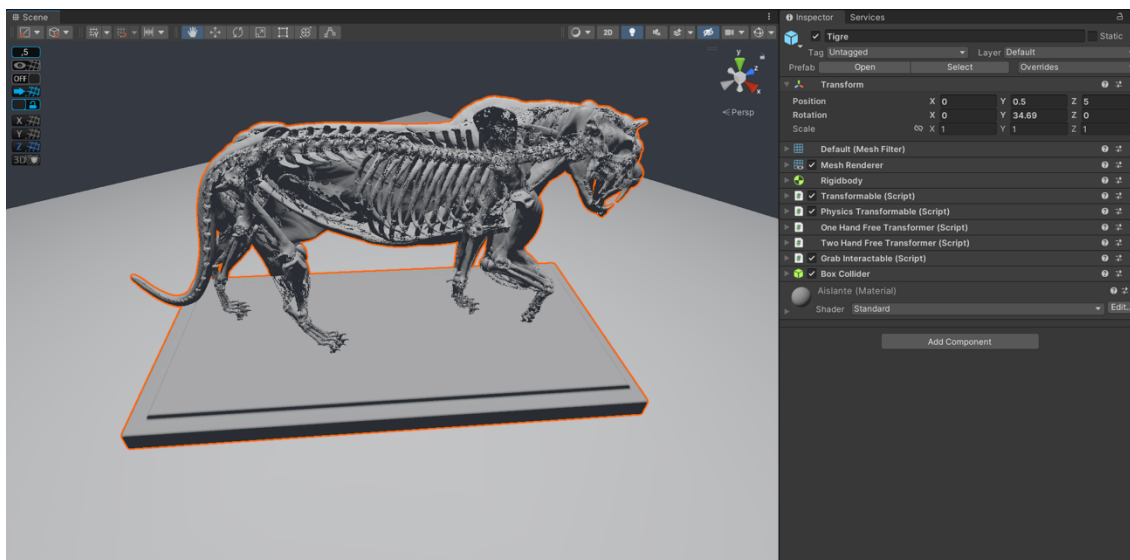 Scene
2D
,5
OFF
X
Y
Z
3D
y
z
x
Persp
Inspector Services
Tigre Static
Tag Untagged Layer Default
Prefab Open Select Overrides
Transform
Position X 0 Y 0.5 Z 5
Rotation X 0 Y 34.69 Z 0
Scale X 1 Y 1 Z 1
Default (Mesh Filter)
Mesh Renderer
Rigidbody
# Transformable (Script)
# Physics Transformable (Script)
# One Hand Free Transformer (Script)
# Two Hand Free Transformer (Script)
# Grab Interactable (Script)
Box Collider
Aislante (Material)
Shader Standard Edit..
Add Component